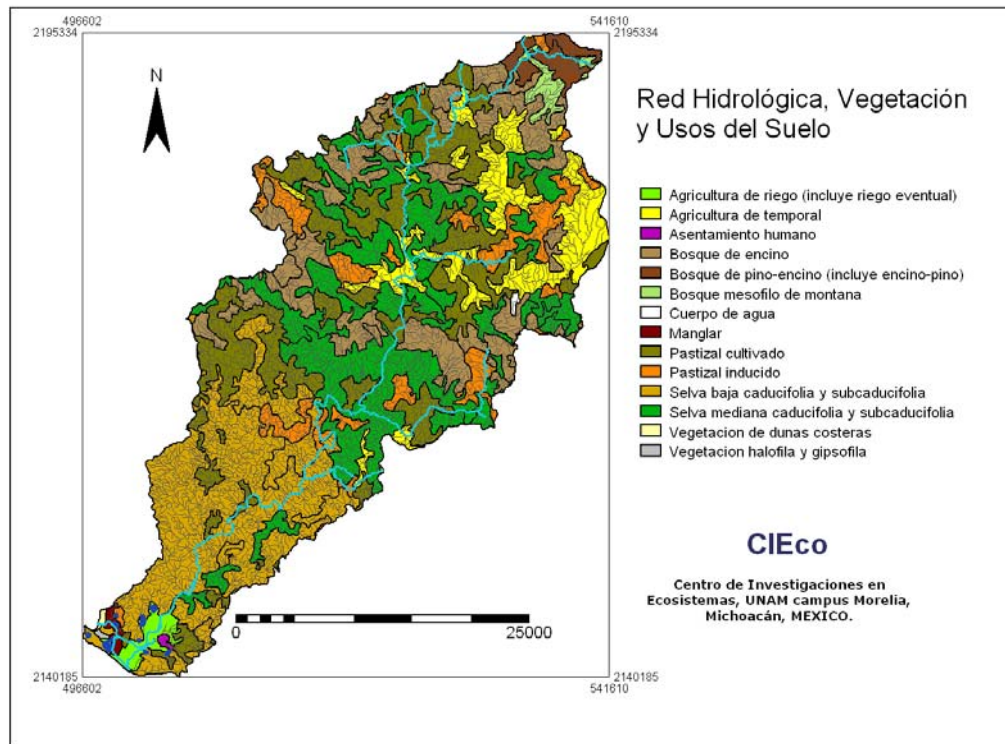 496602
541610
2195334
2195334
N
Red Hidrológica, Vegetación
y Usos del Suelo
Agricultura de riego (incluye riego eventual)
Agricultura de temporal
Asentamiento humano
Bosque de encino
Bosque de pino-encino (incluye encino-pino)
Bosque mesofilo de montana
Cuerpo de agua
Manglar
Pastizal cultivado
Pastizal inducido
Selva baja caducifolia y subcaducifolia
Selva mediana caducifolia y subcaducifolia
Vegetacion de dunas costeras
Vegetacion halofila y gipsofila
CIEco
Centro de Investigaciones en
Ecosistemas, UNAM campus Morelia,
Michoacán, MEXICO.
0
25000
2140185
2140185
496602
541610